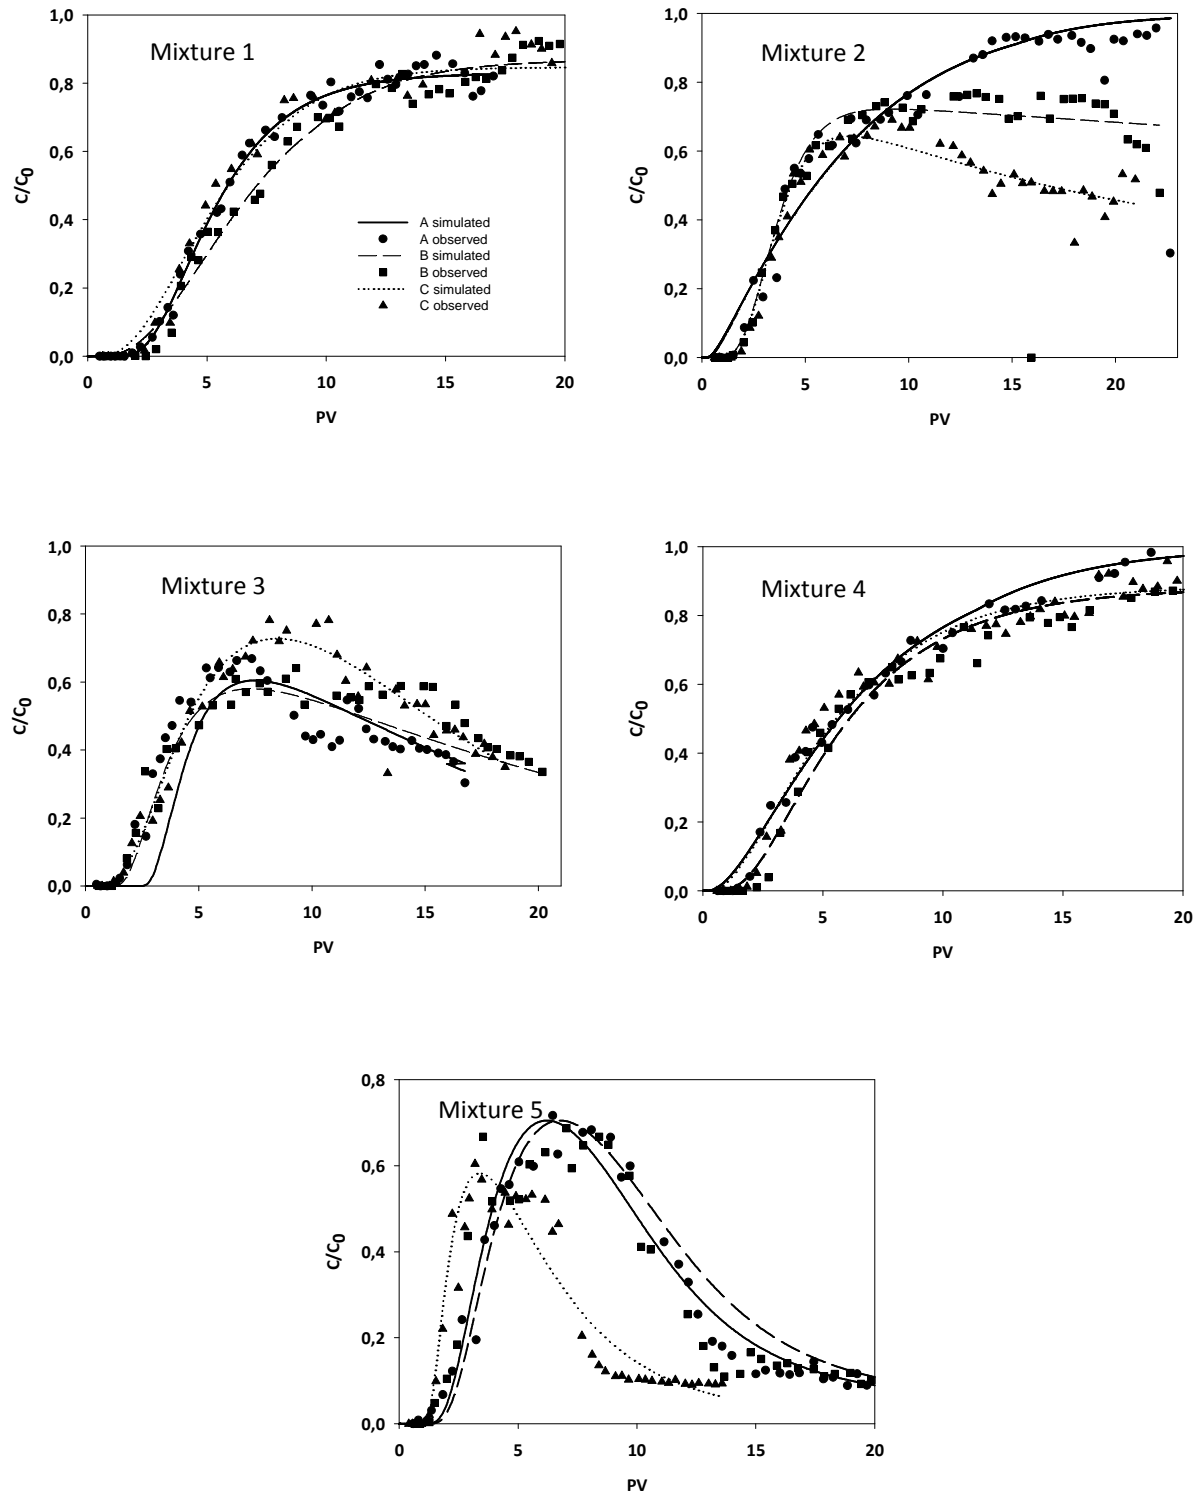 Mixture 1
C/C0
1,0
0,8
0,6
0,4
0,2
0,0
0 5 10 15 20
PV
A simulated
A observed
B simulated
B observed
C simulated
C observed
Mixture 2
C/C0
1,0
0,8
0,6
0,4
0,2
0,0
0 5 10 15 20
PV
Mixture 3
C/C0
1,0
0,8
0,6
0,4
0,2
0,0
0 5 10 15 20
PV
Mixture 4
C/C0
1,0
0,8
0,6
0,4
0,2
0,0
0 5 10 15 20
PV
Mixture 5
C/C0
0,8
0,6
0,4
0,2
0,0
0 5 10 15 20
PV